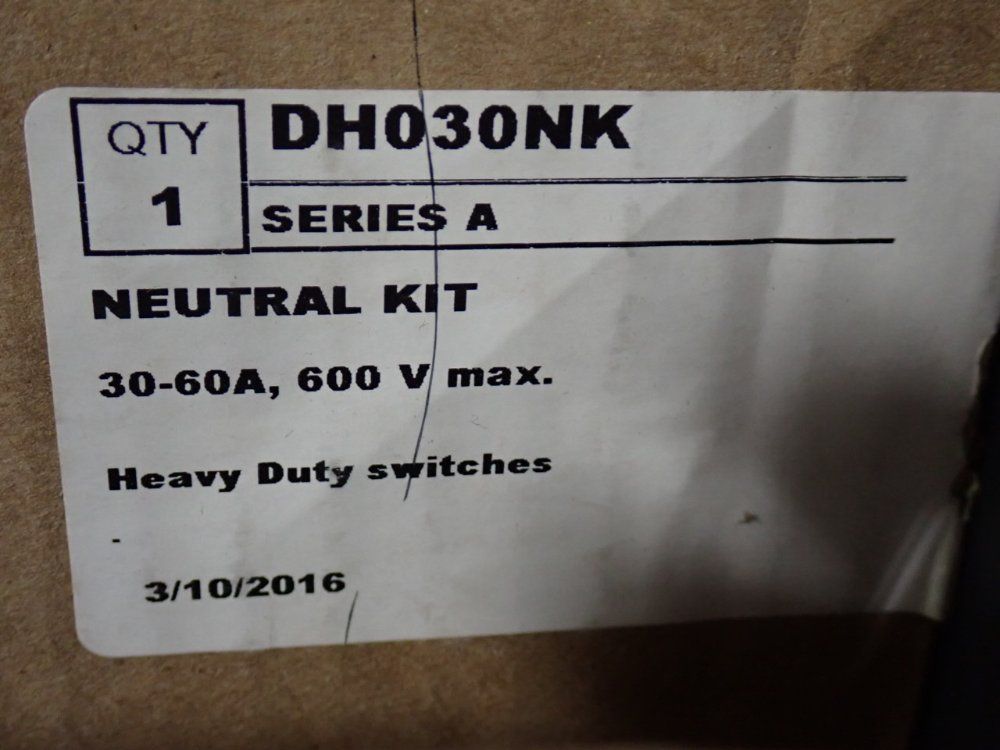 QTY
1
DH030NK
SERIES A
NEUTRAL KIT
30-60A, 600 V max.
Heavy Duty switches
-
3/10/2016